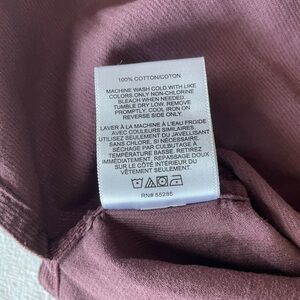 100% COTTON/COTON
MACHINE WASH COLD WITH LIKE
COLORS.ONLY NON-CHLORINE
BLEACH WHEN NEEDED.
TUMBLE DRY LOW. REMOVE
PROMPTLY. COOL IRON ON
REVERSE SIDE ONLY.
LAVER À LA MACHINE À L'EAU FROIDE
AVEC COULEURS SIMILAIRES.
UTILISEZ SEULEMENT DU JAVELLISANT
SANS CHLORE, SI NÉCESSAIRE.
SÉCHAGE PAR CULBUTAGE À
TEMPÉRATURE BASSE. RETIRER
IMMÉDIATEMENT, REPASSAGE DOUX
SUR LE CÔTÉ INTÉRIEUR DU
VÊTEMENT SEULEMENT.
RN# 55285